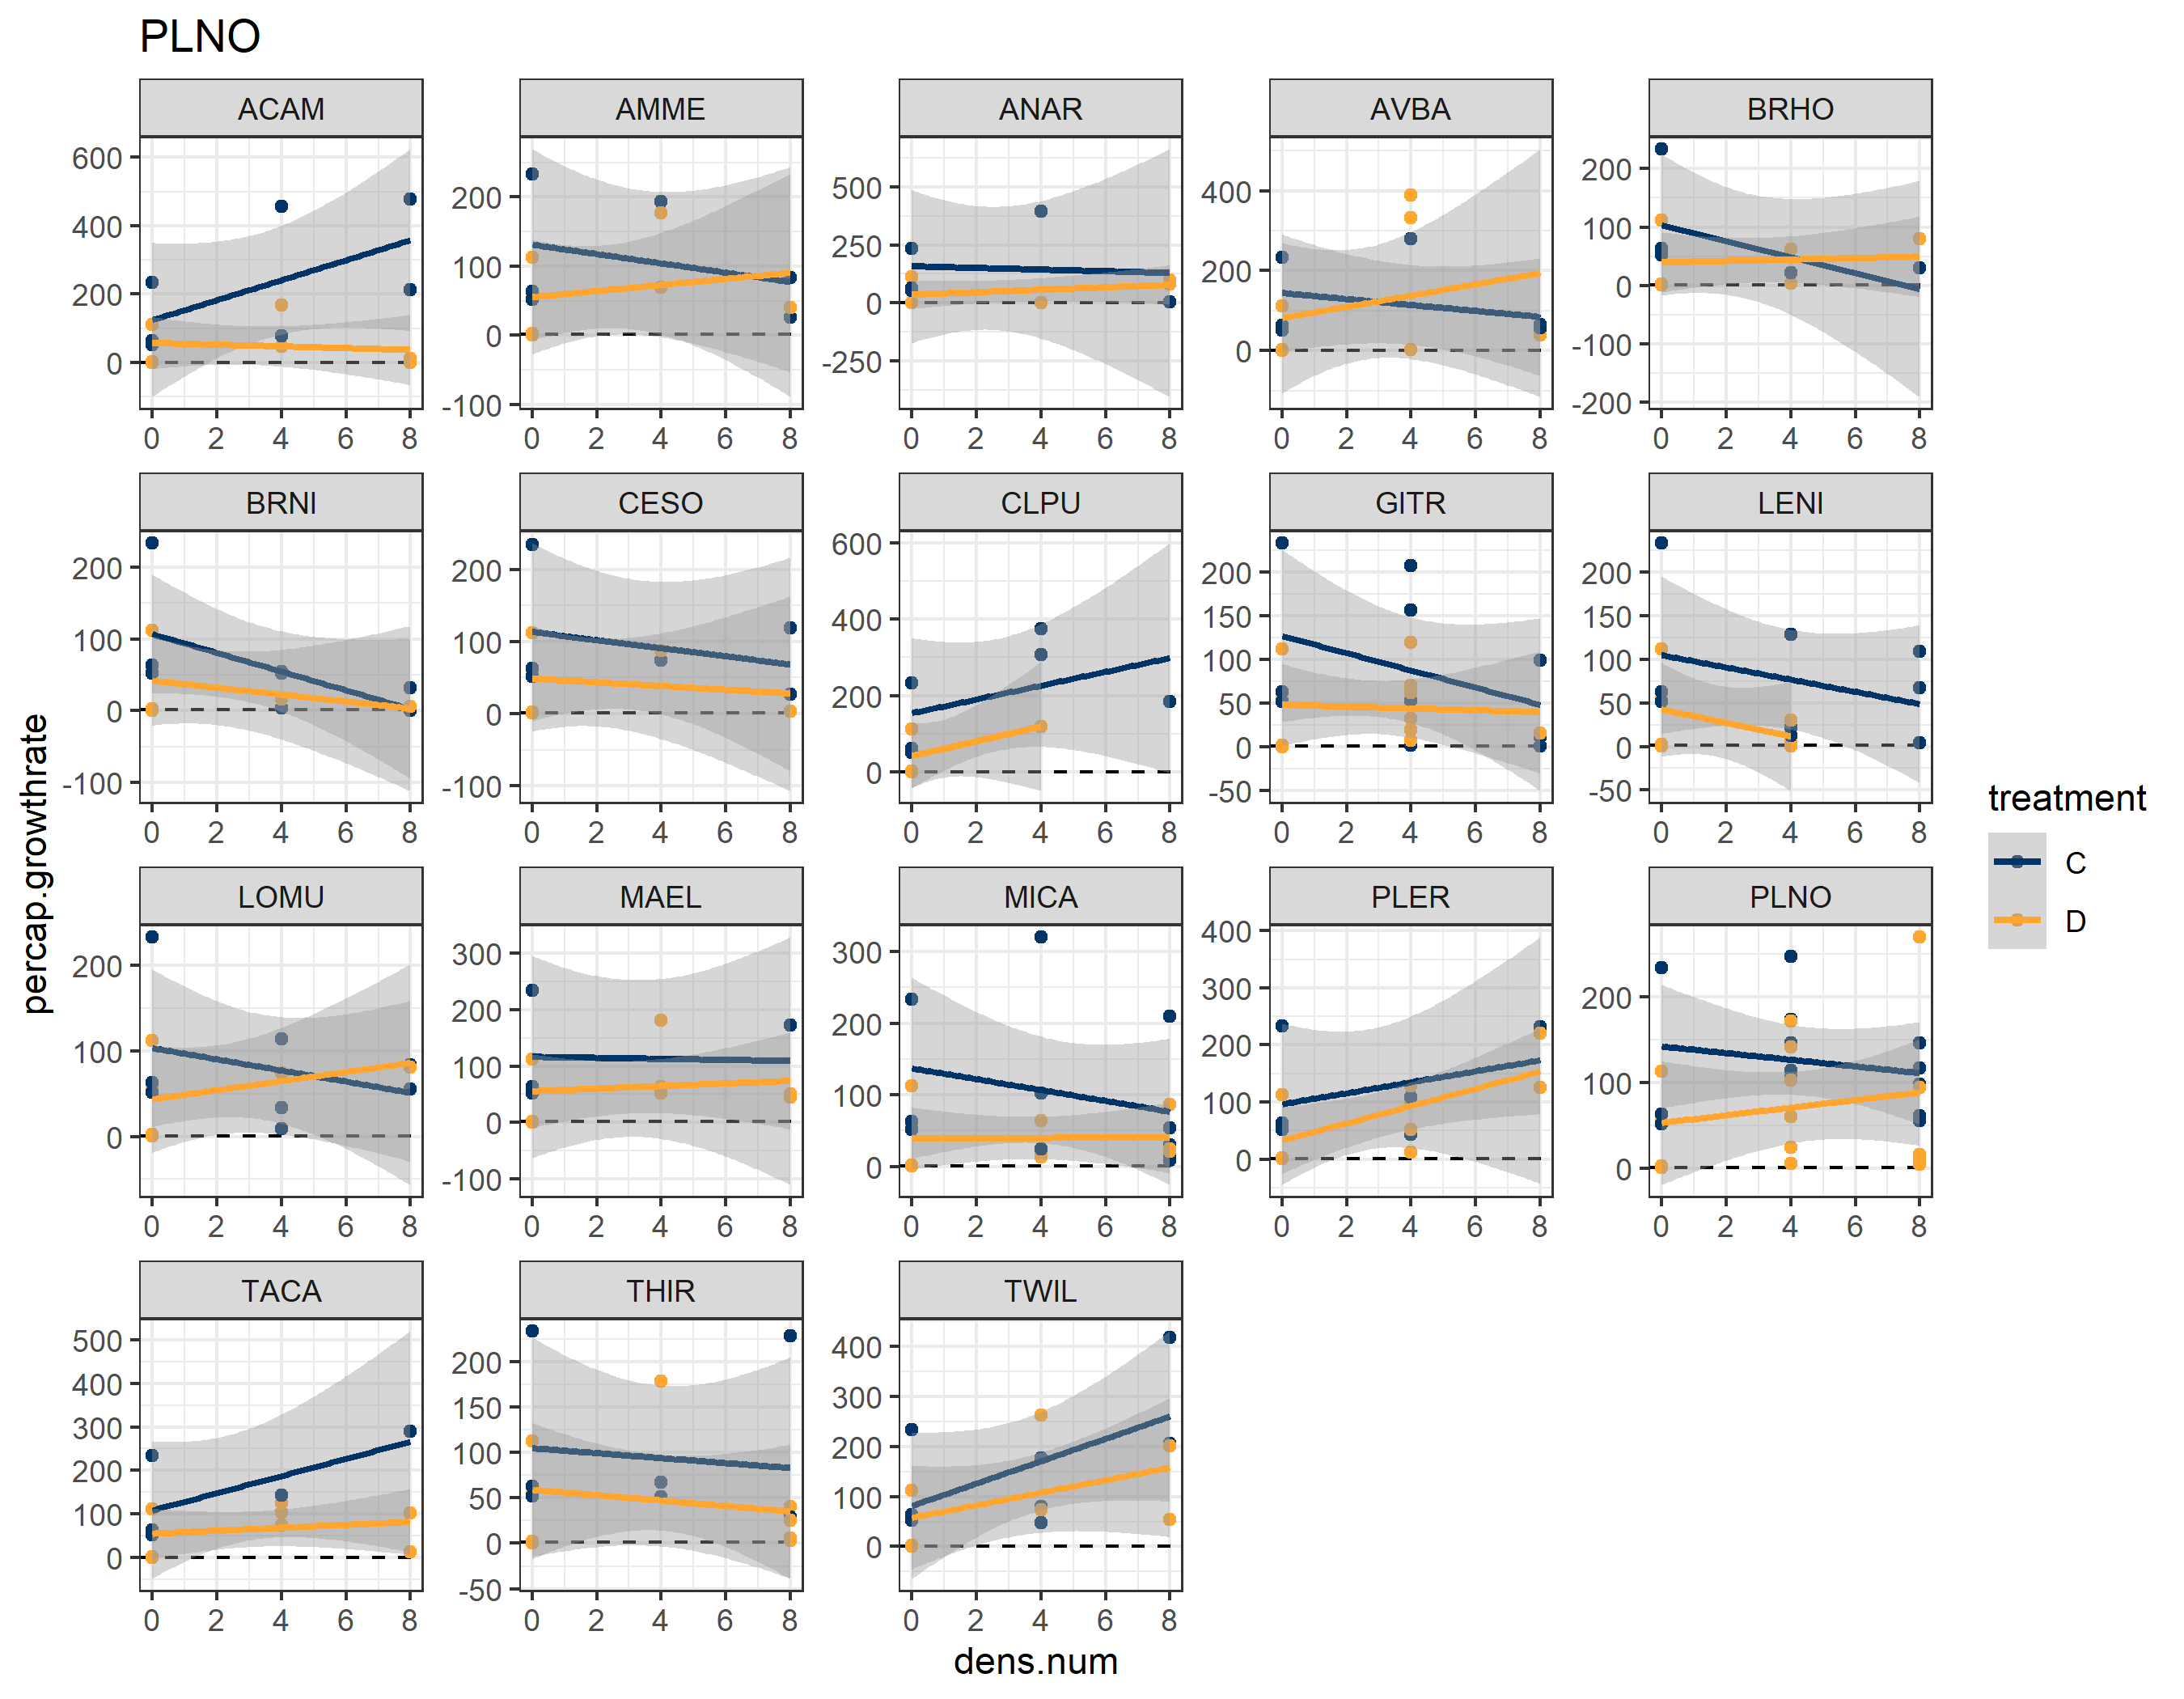 PLNO
ACAM AMME ANAR AVBA BRHO
600 400 200 0
200 100 0 -100
500 250 0 -250
400 200 0
200 100 0 -100 -200
0 2 4 6 8 0 2 4 6 8 0 2 4 6 8 0 2 4 6 8 0 2 4 6 8
BRNI CESO CLPU GITR LENI
200 100 0 -100
200 100 0 -100
600 400 200 0
200 150 100 50 0 -50
200 150 100 50 0 -50
0 2 4 6 8 0 2 4 6 8 0 2 4 6 8 0 2 4 6 8 0 2 4 6 8
LOMU MAEL MICA PLER PLNO
200 100 0
300 200 100 0 -100
300 200 100 0
400 300 200 100 0
200 100 0
0 2 4 6 8 0 2 4 6 8 0 2 4 6 8 0 2 4 6 8 0 2 4 6 8
TACA THIR TWIL
500 400 300 200 100 0
200 150 100 50 0 -50
400 300 200 100 0
0 2 4 6 8 0 2 4 6 8 0 2 4 6 8
dens.num
percap.growthrate
treatment
C
D